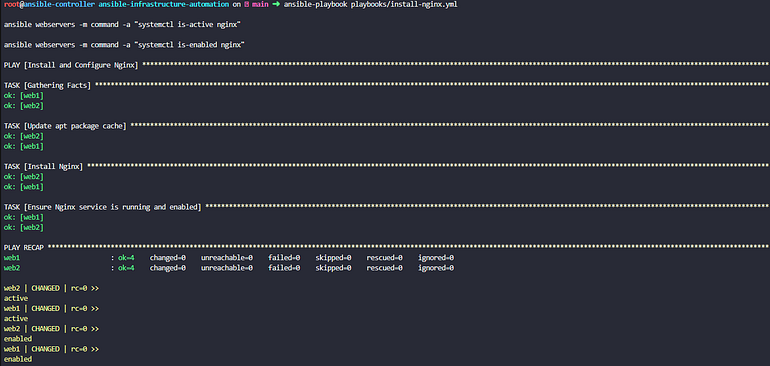 root@ansible-controller ansible-infrastructure-automation on main ➜ ansible-playbook playbooks/install-nginx.yml
ansible webservers -m command -a "systemctl is-active nginx"
ansible webservers -m command -a "systemctl is-enabled nginx"
PLAY [Install and Configure Nginx] ****************************************************************************************************************************
TASK [Gathering Facts] ****************************************************************************************************************************************
ok: [web1]
ok: [web2]
TASK [Update apt package cache] *******************************************************************************************************************************
ok: [web2]
ok: [web1]
TASK [Install Nginx] ******************************************************************************************************************************************
ok: [web2]
ok: [web1]
TASK [Ensure Nginx service is running and enabled] ************************************************************************************************************
ok: [web1]
ok: [web2]
PLAY RECAP ****************************************************************************************************************************************************
web1 : ok=4 changed=0 unreachable=0 failed=0 skipped=0 rescued=0 ignored=0
web2 : ok=4 changed=0 unreachable=0 failed=0 skipped=0 rescued=0 ignored=0
web2 | CHANGED | rc=0 >>
active
web1 | CHANGED | rc=0 >>
active
web2 | CHANGED | rc=0 >>
enabled
web1 | CHANGED | rc=0 >>
enabled